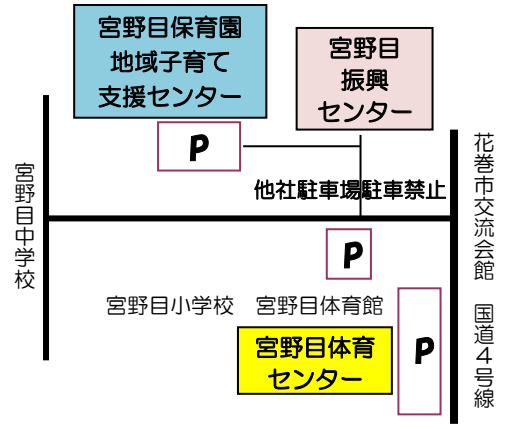 宮野目保育園
地域子育て
支援センター
宮野目
振興
センター
P
他社駐車場駐車禁止
宮野目中学校
花巻市交流会館　国道４号線
P
宮野目小学校　宮野目体育館
宮野目体育
センター
P